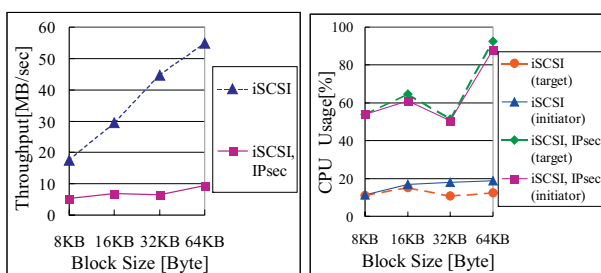 60
50
40
30
20
10
0
Throughput[MB/sec]
8KB 16KB 32KB 64KB
Block Size [Byte]
iSCSI
iSCSI,
IPsec
100
80
60
40
20
0
CPU Usage[%]
8KB 16KB 32KB 64KB
Block Size [Byte]
iSCSI
(target)
iSCSI
(initiator)
iSCSI, IPsec
(target)
iSCSI, IPsec
(initiator)